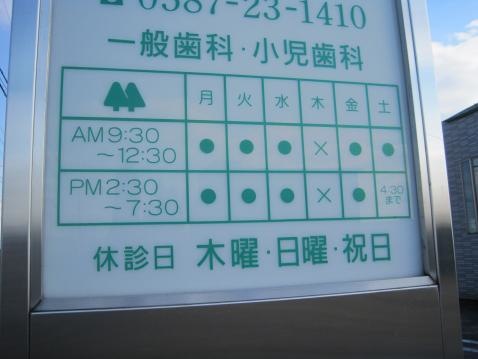 ☎ 0587-23-1410
一般歯科・小児歯科
月 火 水 木 金 土
AM9:30 ～12:30 ● ● ● × ● ●
PM2:30 ～7:30 ● ● ● × ● 4:30まで
休診日 木曜・日曜・祝日